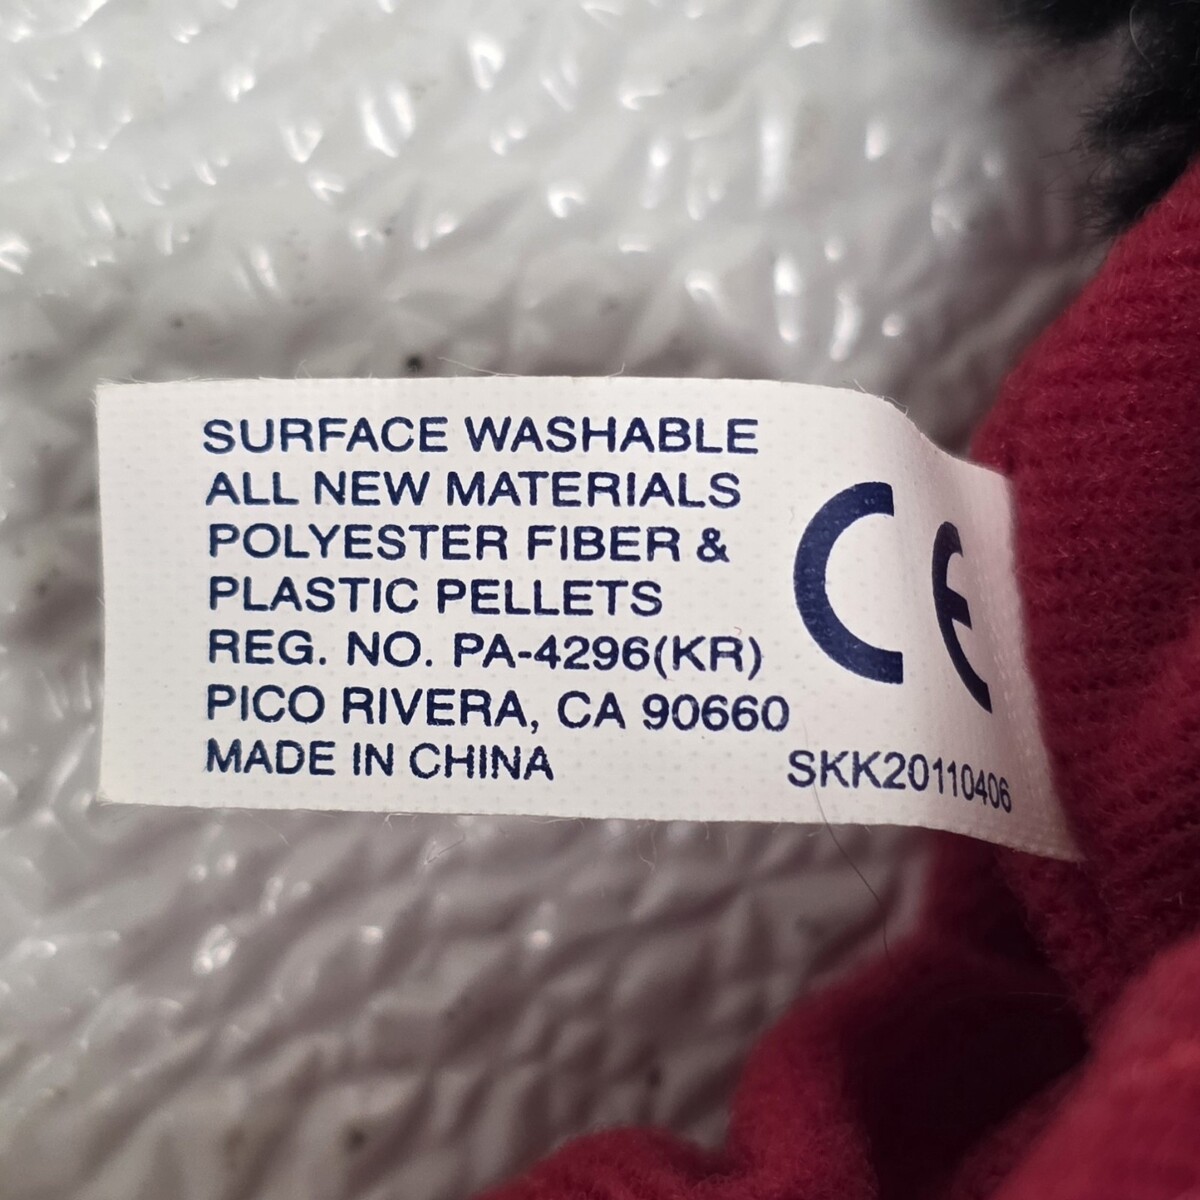 SURFACE WASHABLE
ALL NEW MATERIALS
POLYESTER FIBER &
PLASTIC PELLETS
REG. NO. PA-4296(KR)
PICO RIVERA, CA 90660
MADE IN CHINA
CE
SKK20110406